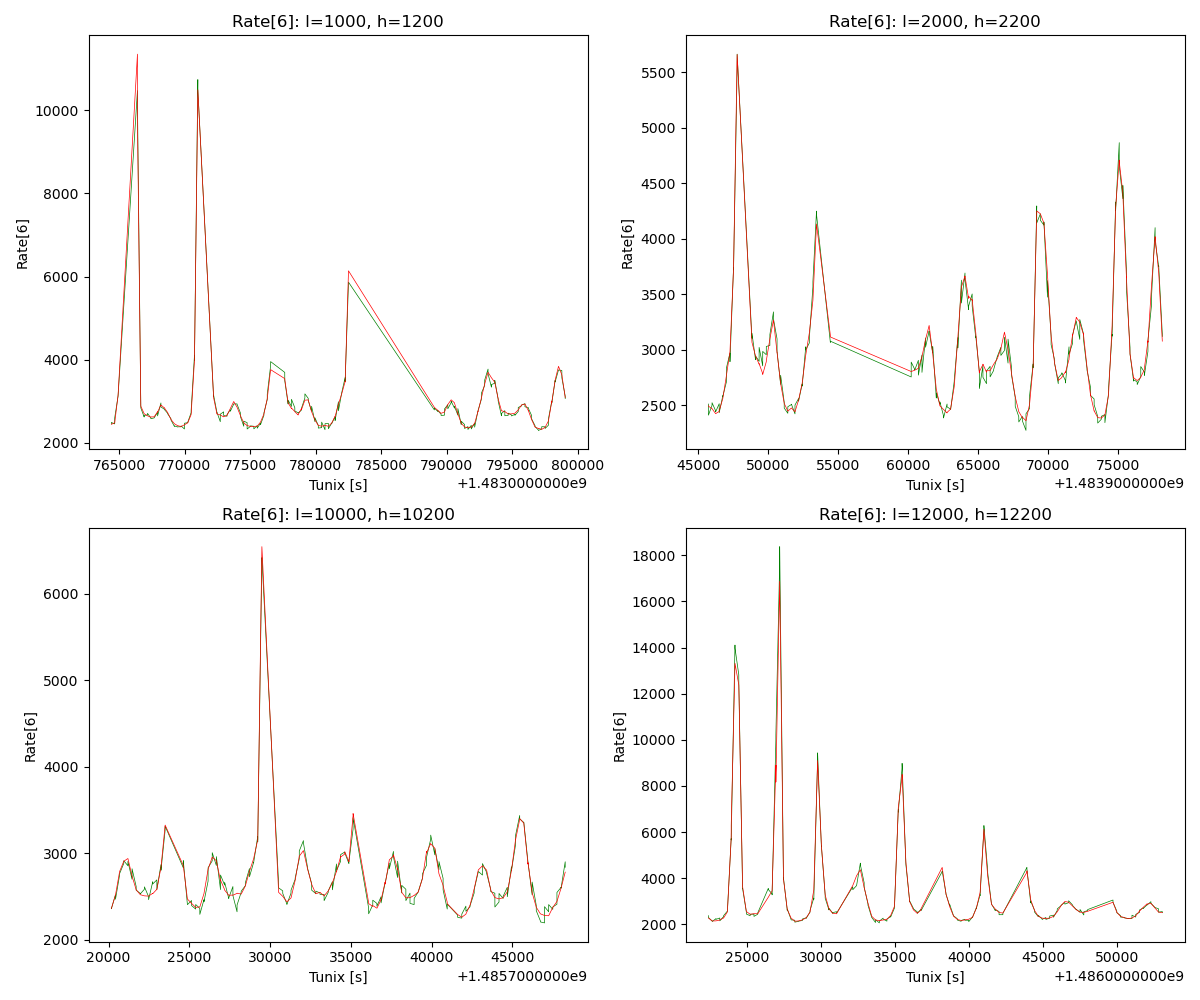 Rate[6]: l=1000, h=1200
Rate[6]
10000
8000
6000
4000
2000
765000 770000 775000 780000 785000 790000 795000 800000
Tunix [s]
+1.4830000000e9
Rate[6]: l=2000, h=2200
Rate[6]
5500
5000
4500
4000
3500
3000
2500
45000 50000 55000 60000 65000 70000 75000
Tunix [s]
+1.4839000000e9
Rate[6]: l=10000, h=10200
Rate[6]
6000
5000
4000
3000
2000
20000 25000 30000 35000 40000 45000
Tunix [s]
+1.4857000000e9
Rate[6]: l=12000, h=12200
Rate[6]
18000
16000
14000
12000
10000
8000
6000
4000
2000
25000 30000 35000 40000 45000 50000
Tunix [s]
+1.4860000000e9